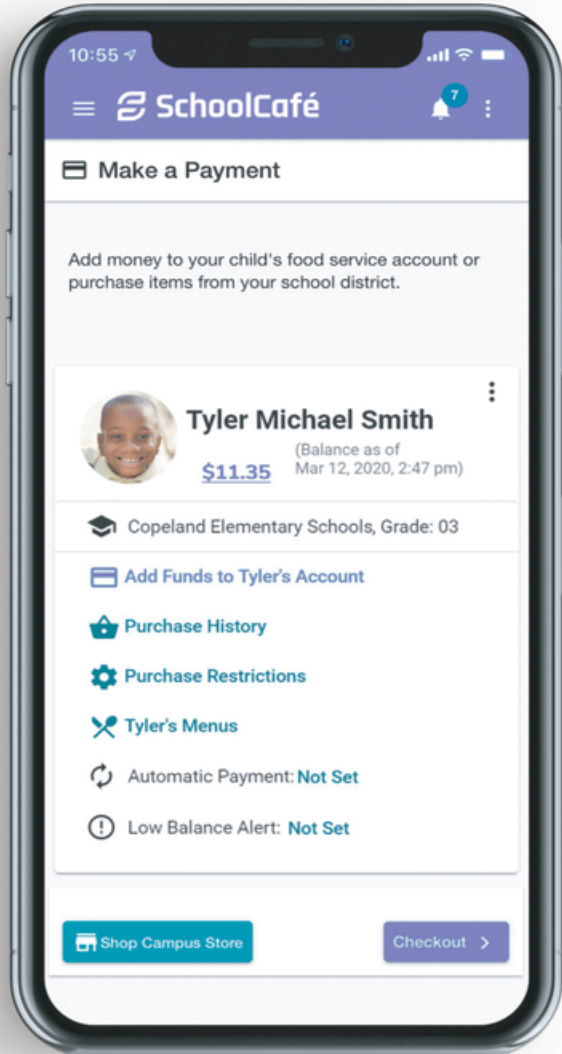 10:55
SchoolCafé
7
Make a Payment
Add money to your child's food service account or
purchase items from your school district.
Tyler Michael Smith
$11.35
(Balance as of
Mar 12, 2020, 2:47 pm)
Copeland Elementary Schools, Grade: 03
Add Funds to Tyler's Account
Purchase History
Purchase Restrictions
Tyler's Menus
Automatic Payment: Not Set
Low Balance Alert: Not Set
Shop Campus Store
Checkout